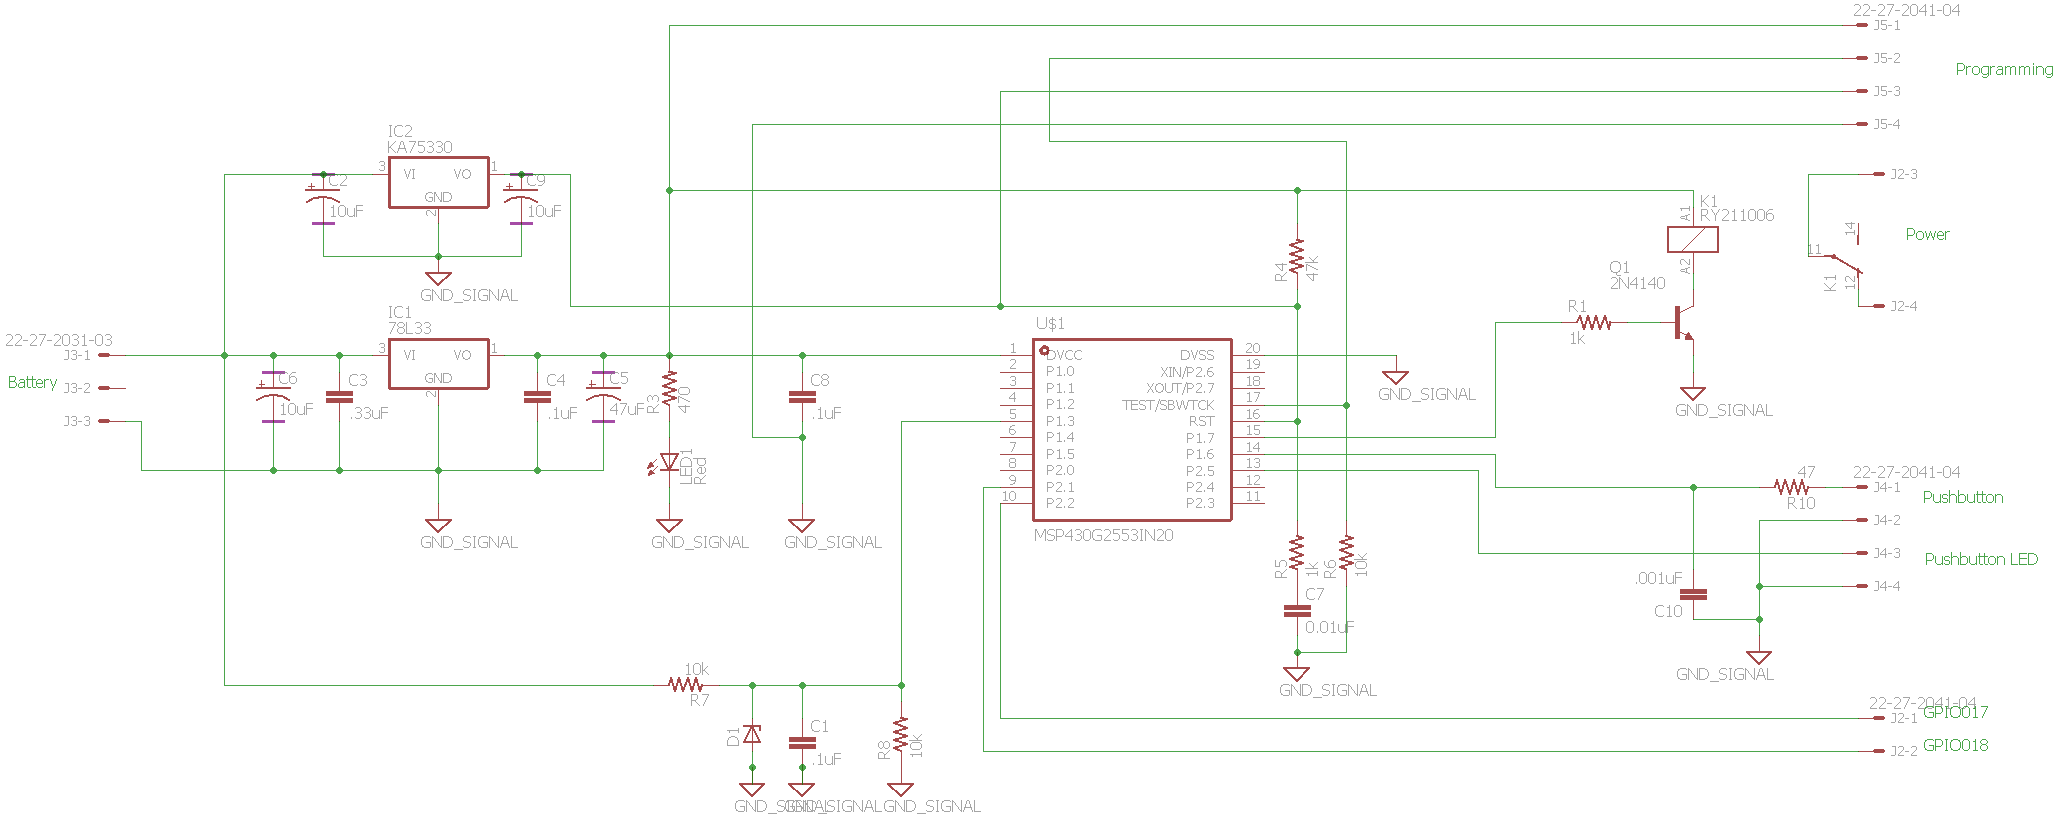 22-27-2041-04
J5-1
J5-2
Programming
J5-3
J5-4
IC2
KA75330
3
VI
VO
1
GND
2
C2
10uF
C9
10uF
GND_SIGNAL
J2-3
K1
RY211006
A1
A2
14
Power
11
12
K1
J2-4
R4
47k
Q1
2N4140
R1
1k
GND_SIGNAL
IC1
78L33
3
VI
VO
1
GND
2
22-27-2031-03
J3-1
Battery
J3-2
J3-3
C6
10uF
C3
.33uF
C4
.1uF
C5
47uF
R3
470
LED1
Red
C8
.1uF
GND_SIGNAL
GND_SIGNAL
GND_SIGNAL
U$1
1
DVCC
2
P1.0
3
P1.1
4
P1.2
5
P1.3
6
P1.4
7
P1.5
8
P2.0
9
P2.1
10
P2.2
DVSS
20
XIN/P2.6
19
XOUT/P2.7
18
TEST/SBWTCK
17
RST
16
P1.7
15
P1.6
14
P2.5
13
P2.4
12
P2.3
11
MSP430G2553IN20
GND_SIGNAL
22-27-2041-04
47
R10
J4-1
Pushbutton
J4-2
J4-3
Pushbutton LED
J4-4
.001uF
C10
GND_SIGNAL
R5
1k
R6
10k
C7
0.01uF
GND_SIGNAL
10k
R7
D1
C1
.1uF
R8
10k
GND_SIGNAL
GND_SIGNAL
GND_SIGNAL
22-27-2041-04
J2-1
GPIO017
J2-2
GPIO018